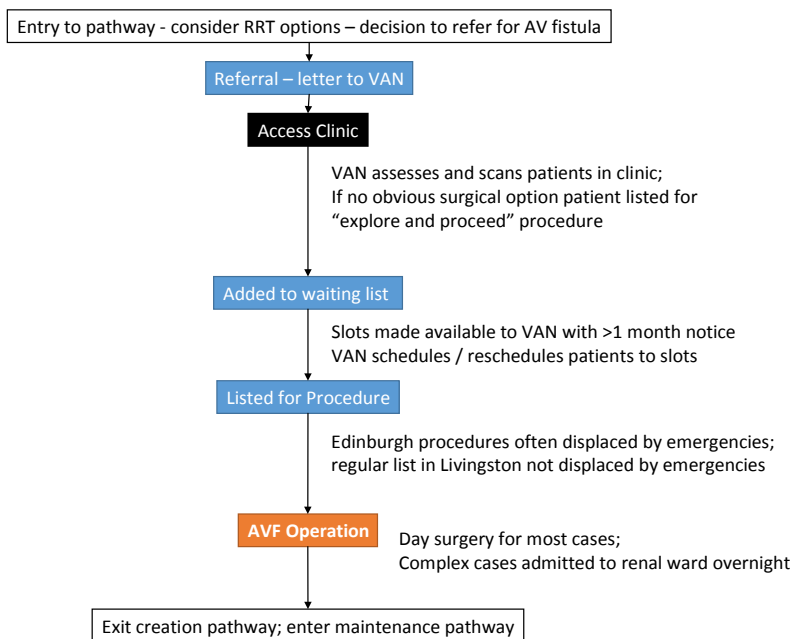 Entry to pathway - consider RRT options – decision to refer for AV fistula
Referral – letter to VAN
Access Clinic
VAN assesses and scans patients in clinic;
If no obvious surgical option patient listed for
“explore and proceed” procedure
Added to waiting list
Slots made available to VAN with >1 month notice
VAN schedules / reschedules patients to slots
Listed for Procedure
Edinburgh procedures often displaced by emergencies;
regular list in Livingston not displaced by emergencies
AVF Operation
Day surgery for most cases;
Complex cases admitted to renal ward overnight
Exit creation pathway; enter maintenance pathway